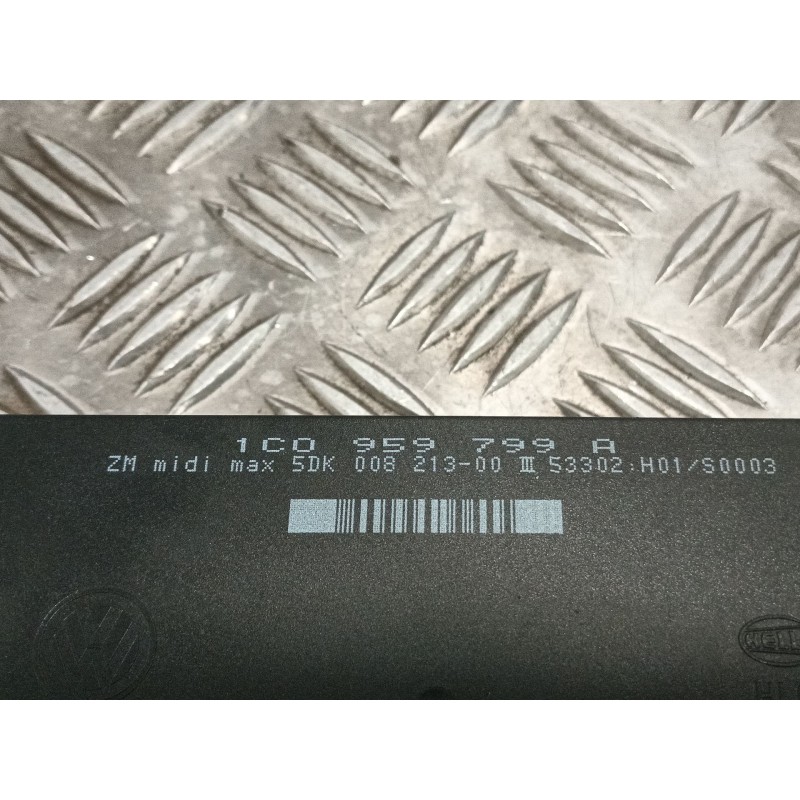 1C0 959 799 A
ZM midi max 5DK 008 213-00 III 53302:H01/S0003